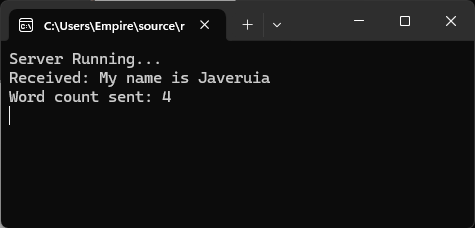 C:\Users\Empire\source\r
Server Running...
Received: My name is Javeruia
Word count sent: 4